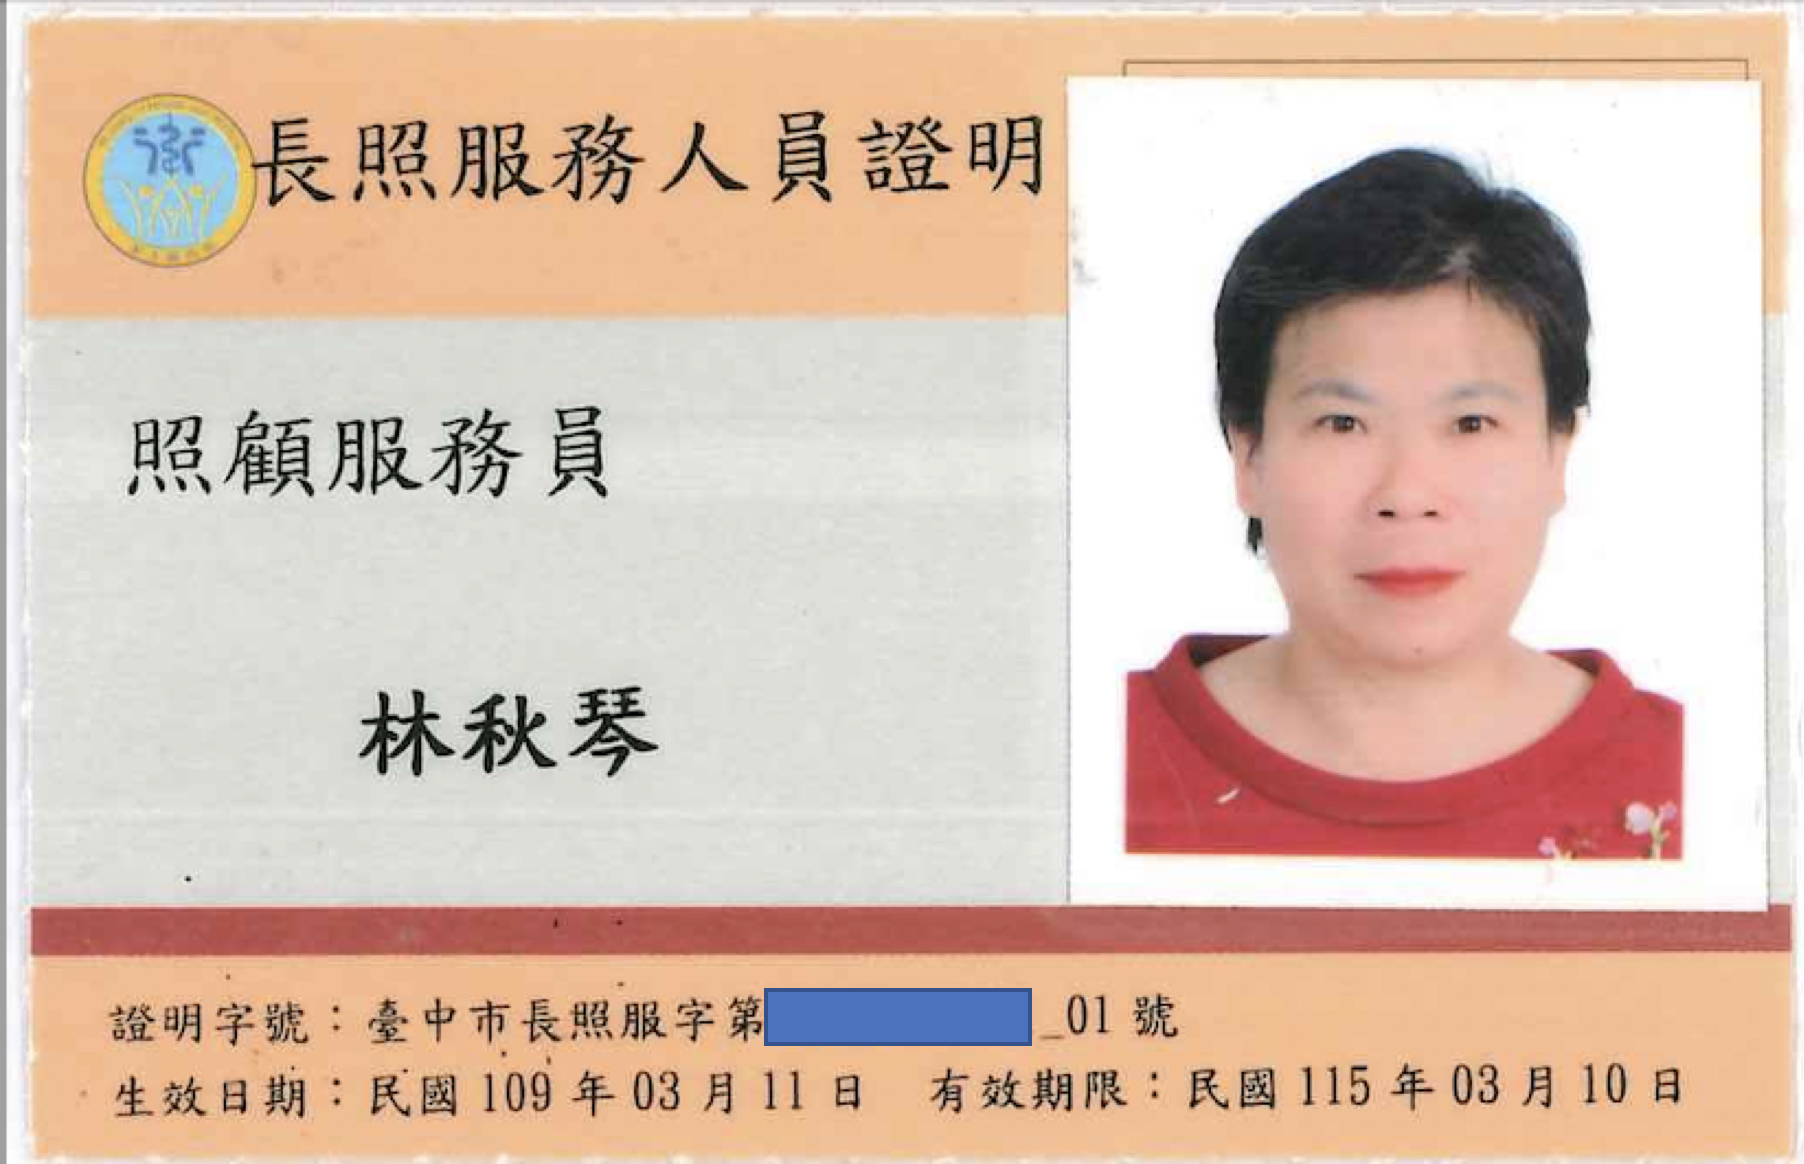 長照服務人員證明
照顧服務員
林秋琴
證明字號：臺中市長照服字第 _01 號
生效日期：民國 109 年 03 月 11 日 有效期限：民國 115 年 03 月 10 日